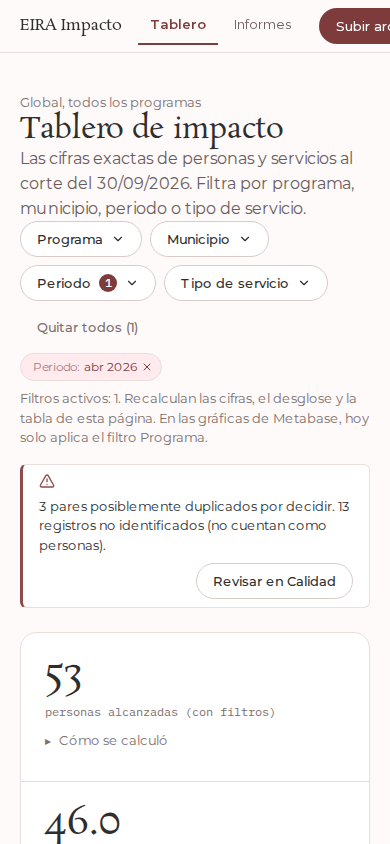 EIRA Impacto
Tablero
Informes
Subir arc
Global, todos los programas
Tablero de impacto
Las cifras exactas de personas y servicios al
corte del 30/09/2026. Filtra por programa,
municipio, periodo o tipo de servicio.
Programa
Municipio
Periodo 1
Tipo de servicio
Quitar todos (1)
Periodo: abr 2026 ×
Filtros activos: 1. Recalculan las cifras, el desglose y la
tabla de esta página. En las gráficas de Metabase, hoy
solo aplica el filtro Programa.
3 pares posiblemente duplicados por decidir. 13
registros no identificados (no cuentan como
personas).
Revisar en Calidad
53
personas alcanzadas (con filtros)
▸ Cómo se calculó
46.0